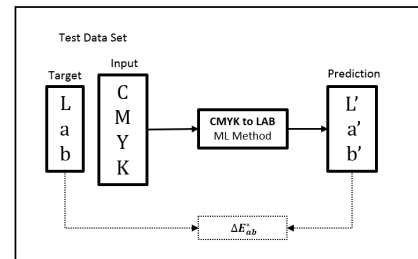 Test Data Set
Target
Input
Prediction
L
a
b
C
M
Y
K
CMYK to LAB
ML Method
L'
a'
b'
ΔE*ab